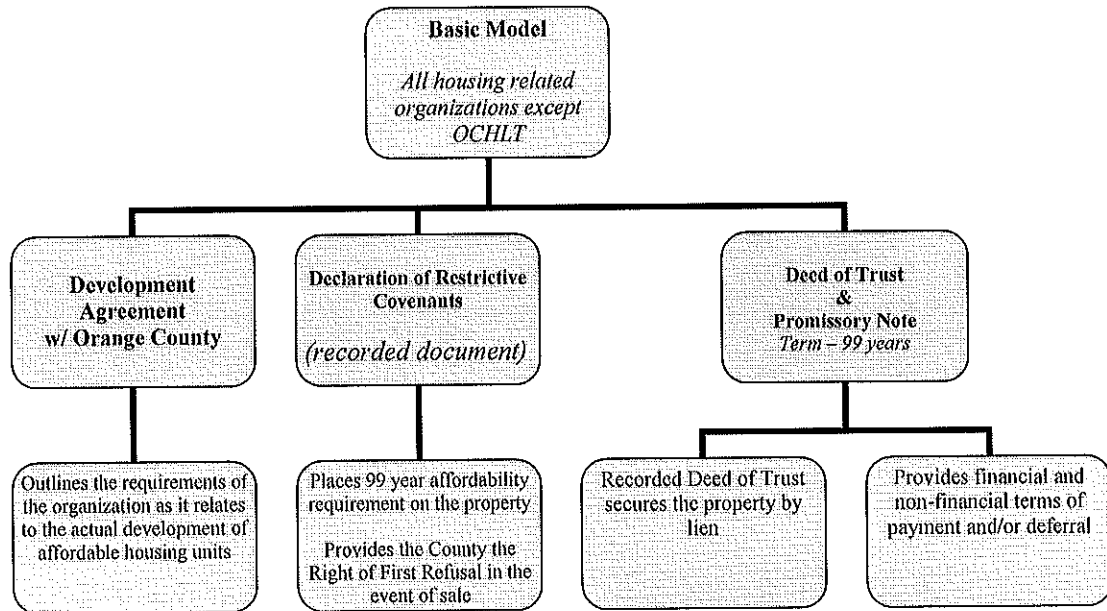 Basic Model
All housing related
organizations except
OCHLT
Development
Agreement
w/ Orange County
Declaration of Restrictive
Covenants
(recorded document)
Deed of Trust
&
Promissory Note
Term – 99 years
Outlines the requirements of
the organization as it relates
to the actual development of
affordable housing units
Places 99 year affordability
requirement on the property
Provides the County the
Right of First Refusal in the
event of sale
Recorded Deed of Trust
secures the property by
lien
Provides financial and
non-financial terms of
payment and/or deferral